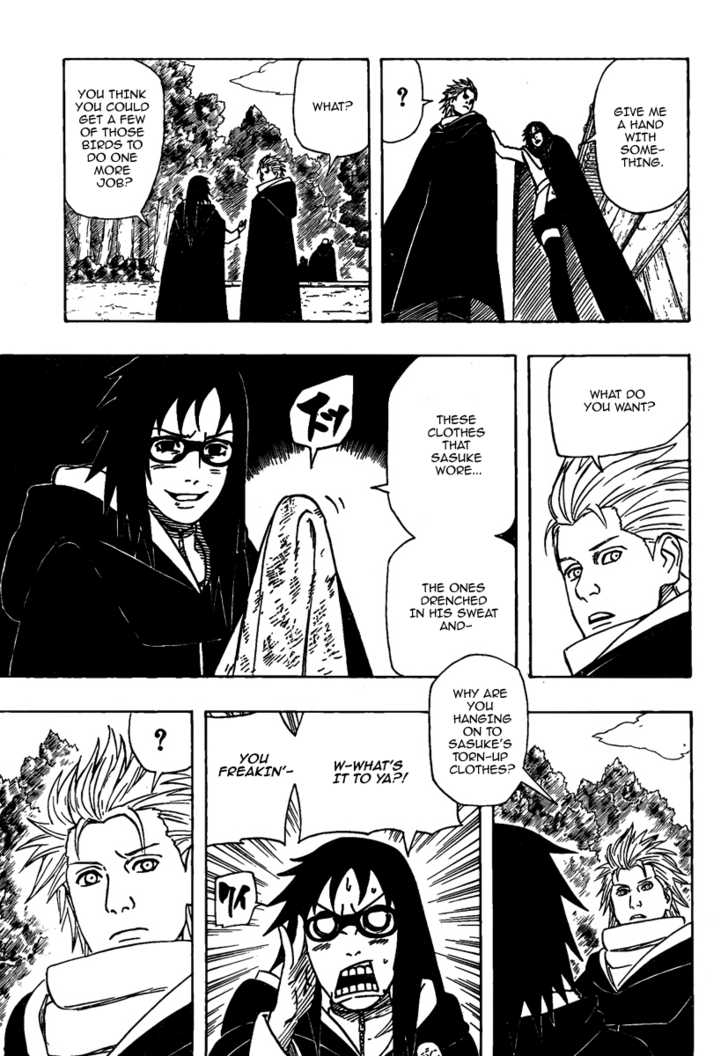 GIVE ME
A HAND
WITH
SOME-
THING.
?
WHAT?
YOU THINK
YOU COULD
GET A FEW
OF THOSE
BIRDS TO
DO ONE
MORE
JOB?
WHAT DO
YOU WANT?
THESE
CLOTHES
THAT
SASUKE
WORE...
THE ONES
DRENCHED
IN HIS SWEAT
AND-
WHY ARE
YOU
HANGING
ON TO
SASUKE'S
TORN-UP
CLOTHES?
W-WHAT'S
IT TO YA?!
YOU
FREAKIN'-
?